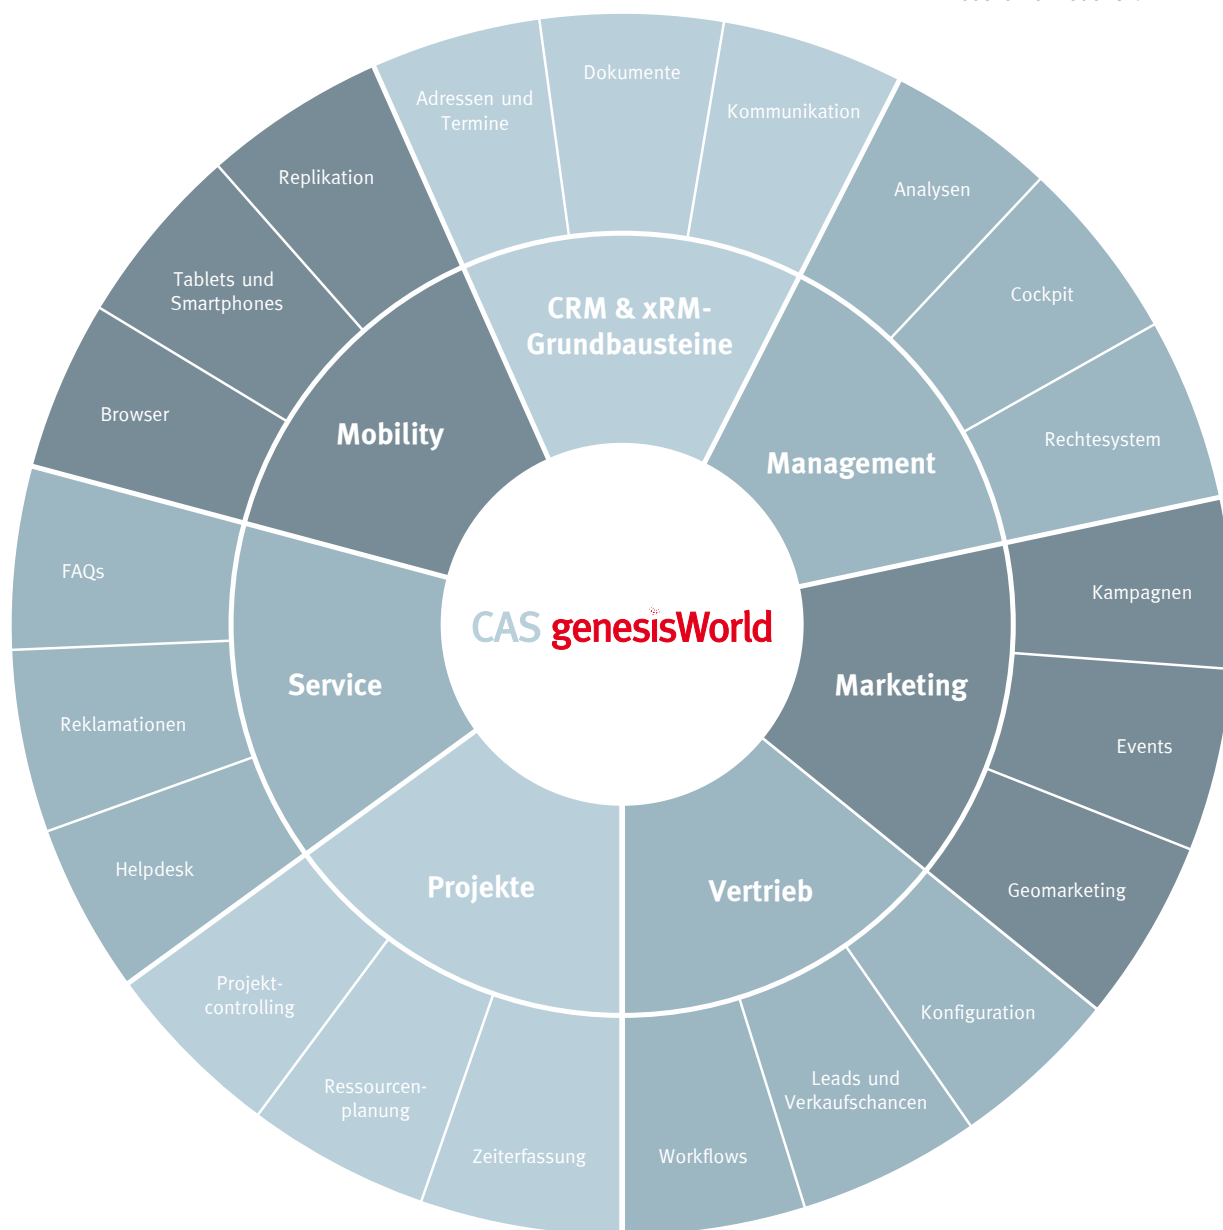 Dokumente
Adressen und
Termine
Kommunikation
Replikation
Analysen
Tablets und
Smartphones
Cockpit
CRM & xRM-
Grundbausteine
Browser
Mobility
Rechtesystem
Management
FAQs
Kampagnen
CAS genesisWorld
Service
Marketing
Reklamationen
Events
Helpdesk
Projekte
Vertrieb
Geomarketing
Projekt-
controlling
Konfiguration
Ressourcen-
planung
Leads und
Verkaufschancen
Zeiterfassung
Workflows